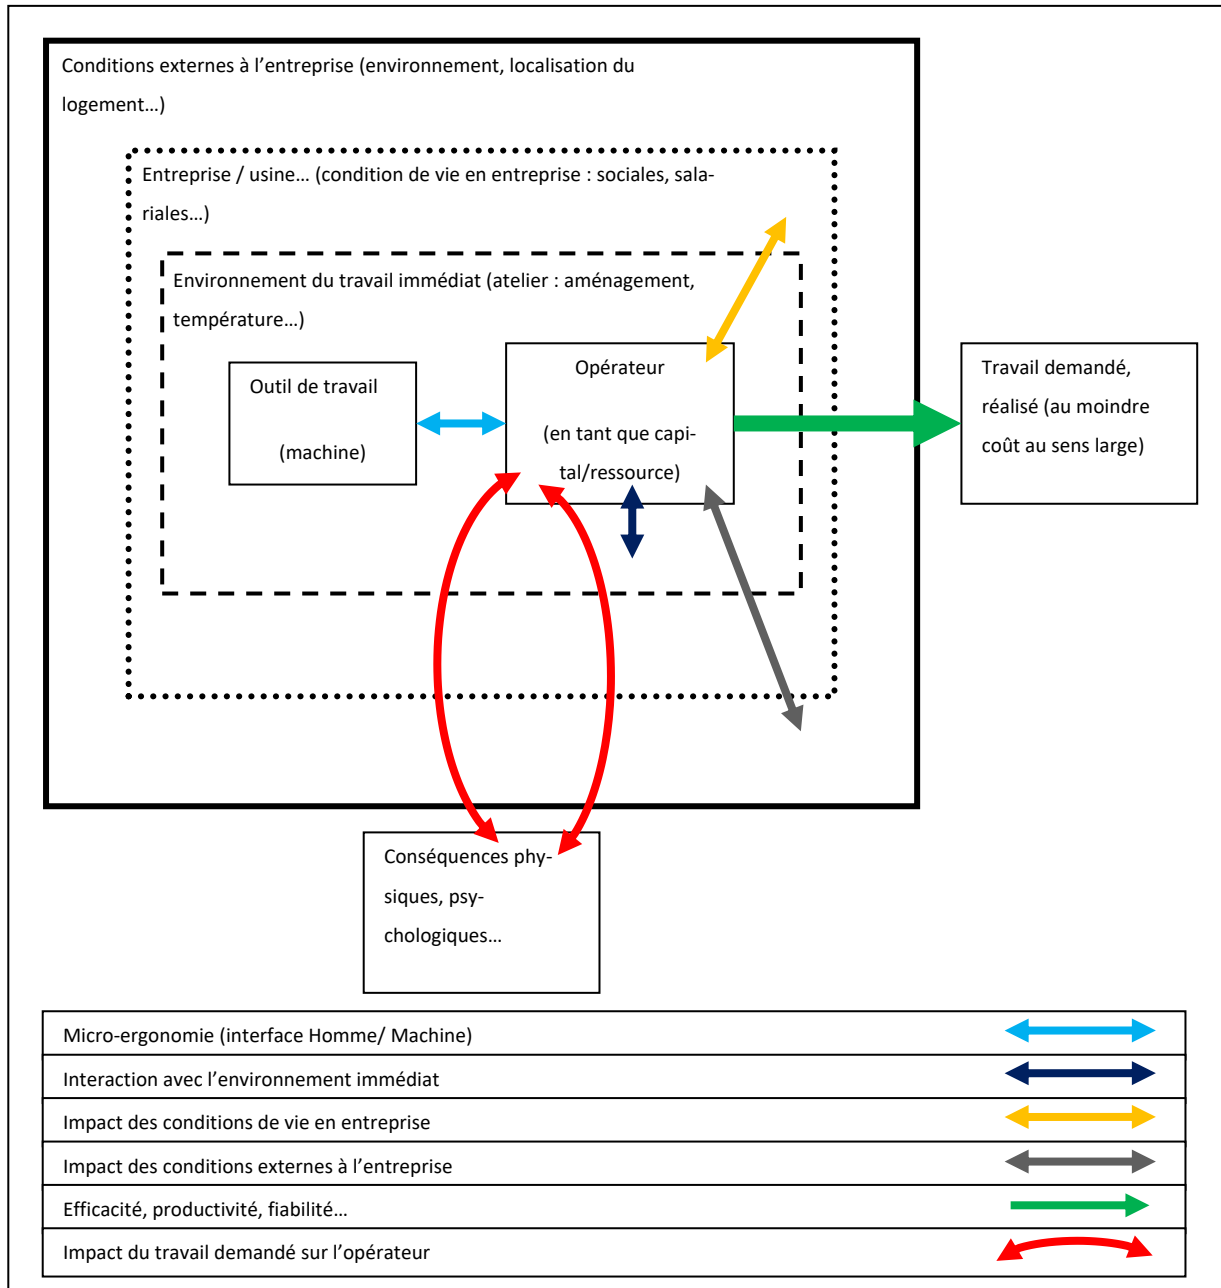 Conditions externes à l’entreprise (environnement, localisation du
logement…)
Entreprise / usine… (condition de vie en entreprise : sociales, sala-
riales…)
Environnement du travail immédiat (atelier : aménagement,
température…)
Outil de travail
(machine)
Opérateur
(en tant que capi-
tal/ressource)
Travail demandé,
réalisé (au moindre
coût au sens large)
Conséquences phy-
siques, psy-
chologiques…
Micro-ergonomie (interface Homme/ Machine)
Interaction avec l’environnement immédiat
Impact des conditions de vie en entreprise
Impact des conditions externes à l’entreprise
Efficacité, productivité, fiabilité…
Impact du travail demandé sur l’opérateur